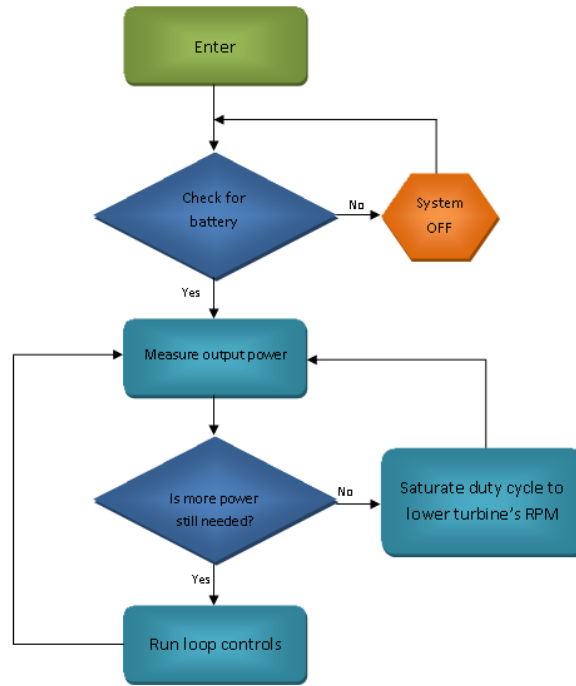 Enter
Check for
battery
No
System
OFF
Yes
Measure output power
Is more power
still needed?
No
Saturate duty cycle to
lower turbine's RPM
Yes
Run loop controls